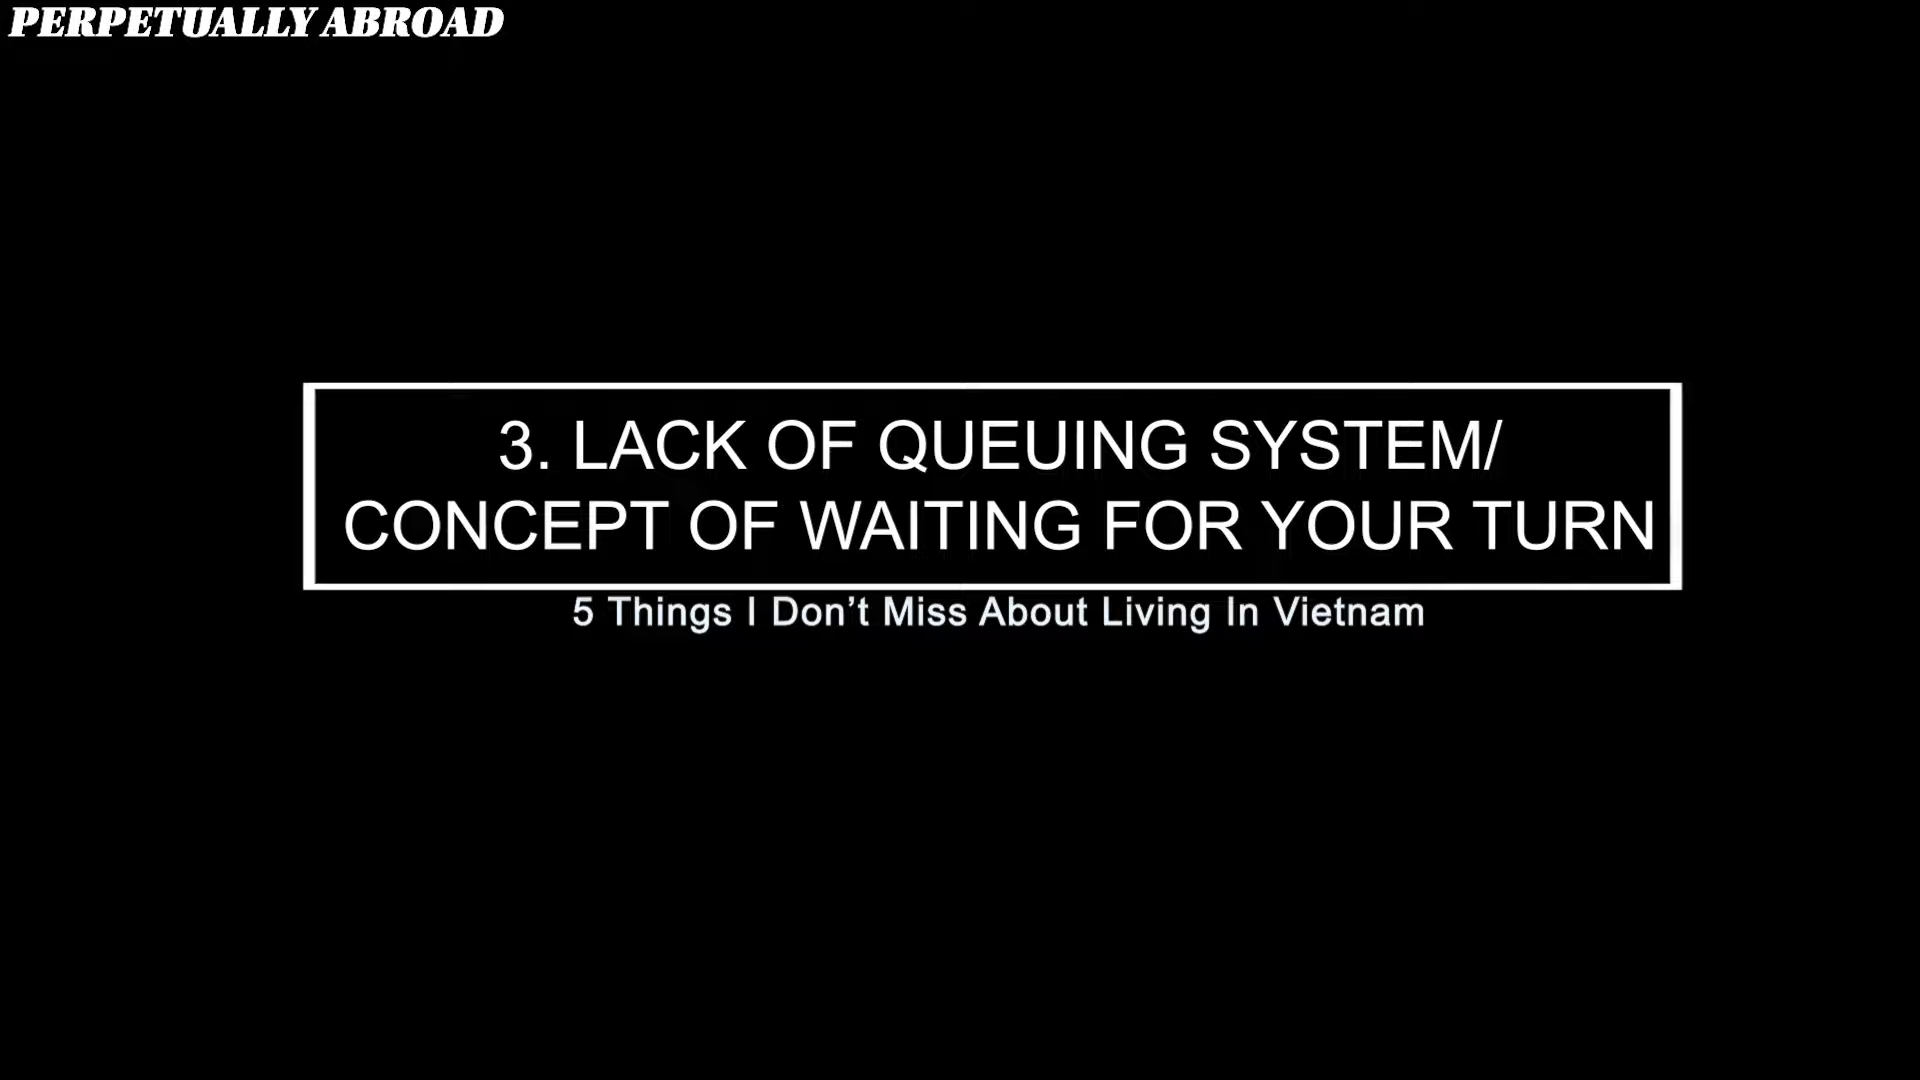 PERPETUALLY ABROAD
3. LACK OF QUEUING SYSTEM/
CONCEPT OF WAITING FOR YOUR TURN
5 Things I Don’t Miss About Living In Vietnam